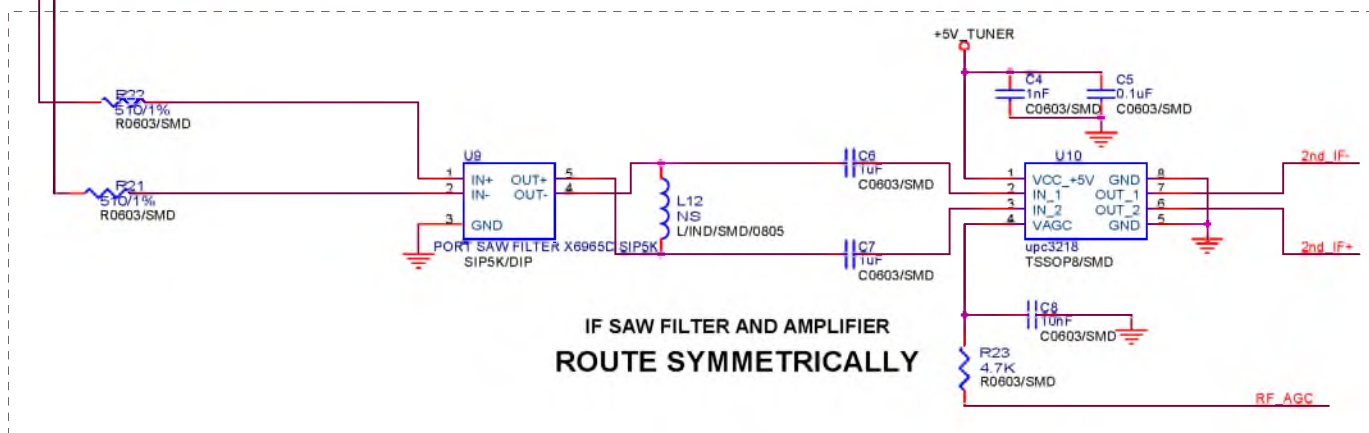 +5V_TUNER
C4
1nF
C0603/SMD
C5
0.1uF
C0603/SMD
R22
510/1%
R0603/SMD
R21
510/1%
R0603/SMD
U9
1
2
3
IN+
IN-
GND
OUT+
OUT-
5
4
PORT SAW FILTER X6965D SIP5K
SIP5K/DIP
L12
NS
L/IND/SMD/0805
C6
1uF
C0603/SMD
C7
1uF
C0603/SMD
U10
1
2
3
4
VCC_+5V
IN_1
IN_2
VAGC
GND
OUT_1
OUT_2
GND
8
7
6
5
upc3218
TSSOP8/SMD
2nd_IF-
2nd_IF+
C8
10nF
C0603/SMD
R23
4.7K
R0603/SMD
RF_AGC
IF SAW FILTER AND AMPLIFIER
ROUTE SYMMETRICALLY